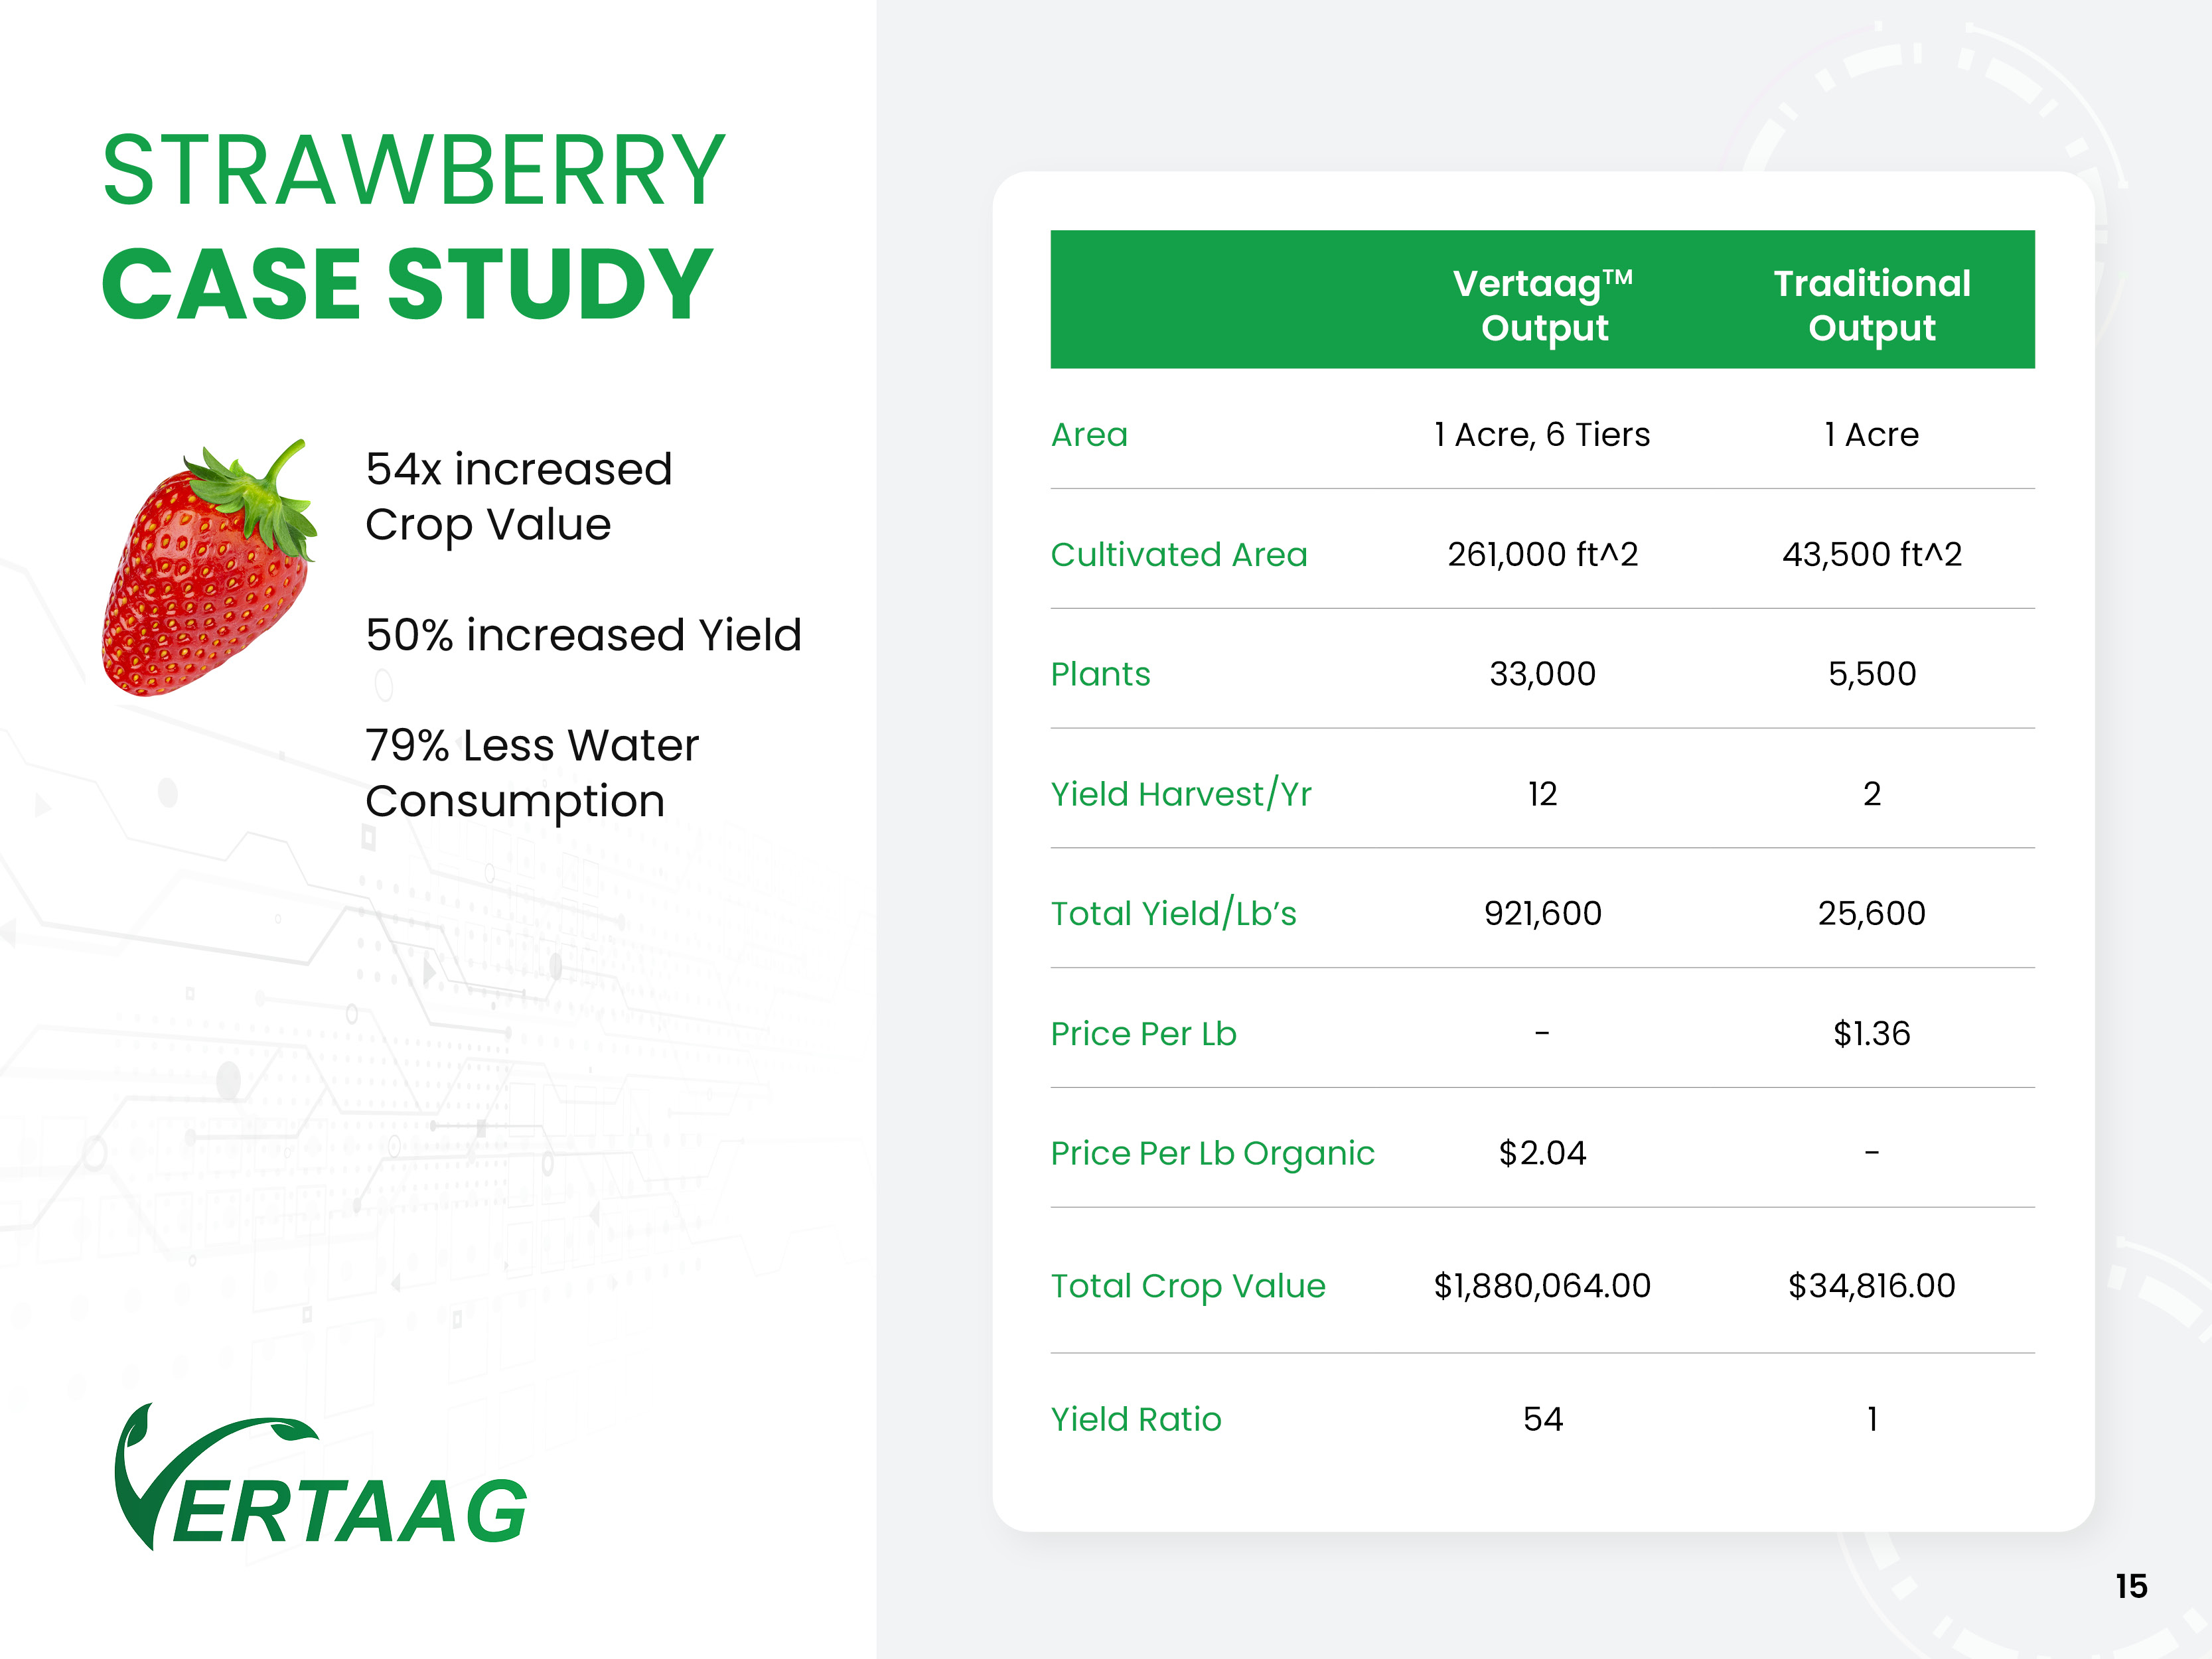 STRAWBERRY
CASE STUDY
54x increased
Crop Value
50% increased Yield
79% Less Water
Consumption
VERTAAG
Vertaag™ Traditional
Output Output
Area 1 Acre, 6 Tiers 1 Acre
Cultivated Area 261,000 ft^2 43,500 ft^2
Plants 33,000 5,500
Yield Harvest/Yr 12 2
Total Yield/Lb’s 921,600 25,600
Price Per Lb - $1.36
Price Per Lb Organic $2.04 -
Total Crop Value $1,880,064.00 $34,816.00
Yield Ratio 54 1
15